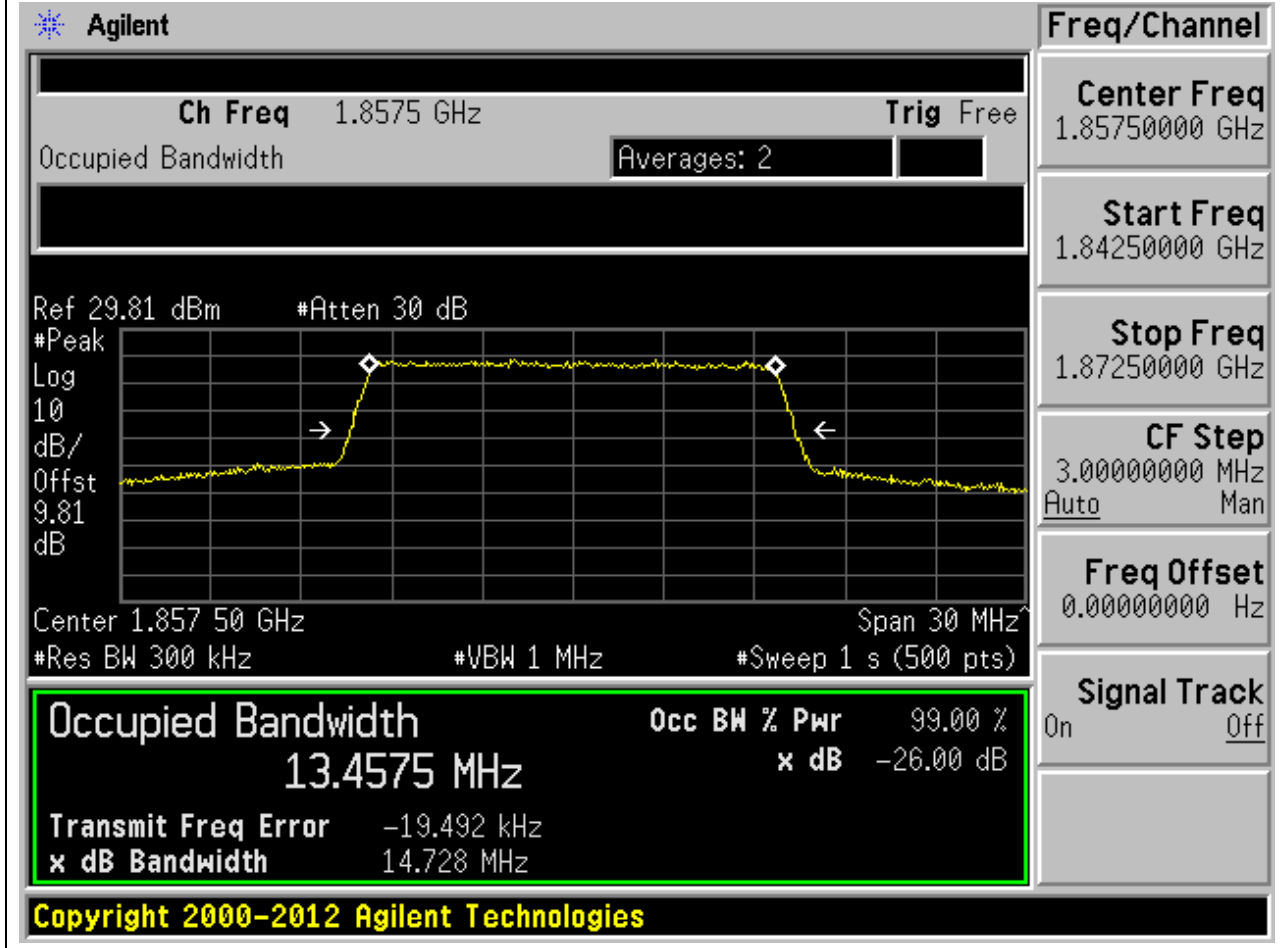 Agilent
Freq/Channel
Ch Freq 1.8575 GHz Trig Free
Occupied Bandwidth Averages: 2
Ref 29.81 dBm #Atten 30 dB
#Peak
Log
10
dB/
Offst
9.81
dB
Center 1.857 50 GHz Span 30 MHz^
#Res BW 300 kHz #VBW 1 MHz #Sweep 1 s (500 pts)
Occupied Bandwidth Occ BW % Pwr 99.00 %
13.4575 MHz x dB -26.00 dB
Transmit Freq Error -19.492 kHz
x dB Bandwidth 14.728 MHz
Center Freq
1.85750000 GHz
Start Freq
1.84250000 GHz
Stop Freq
1.87250000 GHz
CF Step
3.00000000 MHz
Auto Man
Freq Offset
0.00000000 Hz
Signal Track
On Off
Copyright 2000-2012 Agilent Technologies